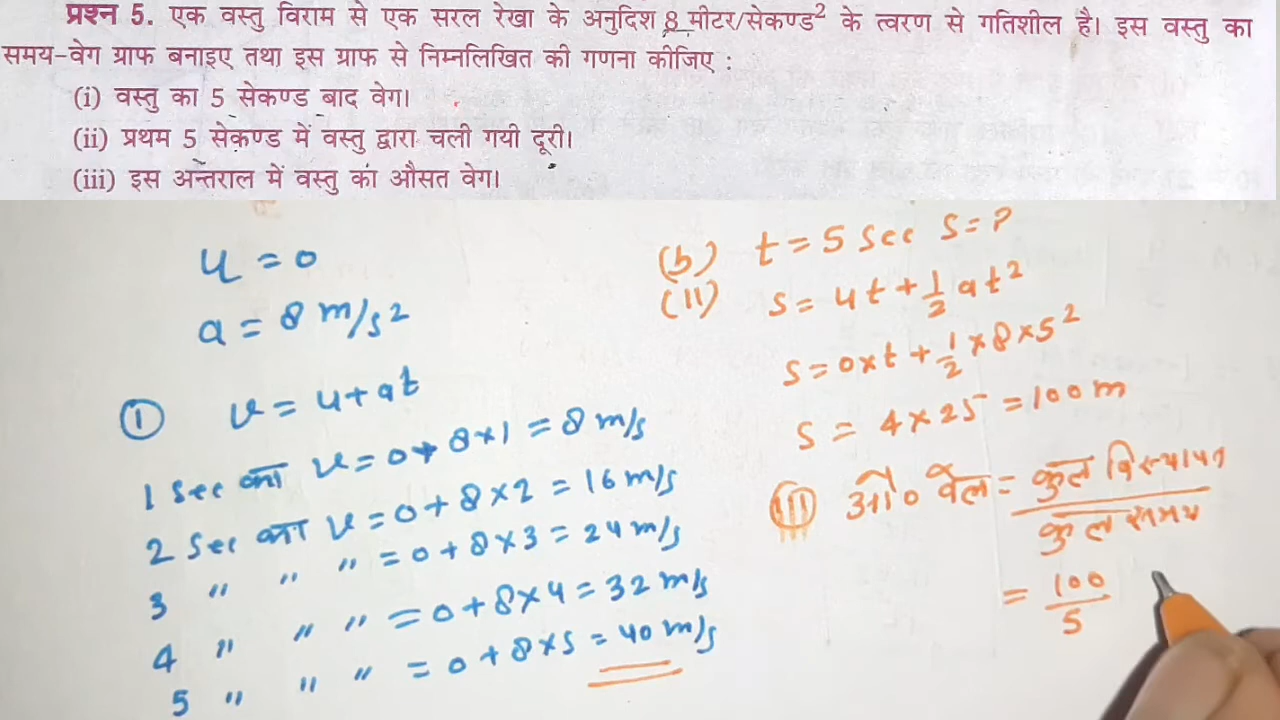 प्रश्न 5. एक वस्तु विराम से एक सरल रेखा के अनुदिश 8 मीटर/सेकण्ड² के त्वरण से गतिशील है। इस वस्तु का
समय-वेग ग्राफ बनाइए तथा इस ग्राफ से निम्नलिखित की गणना कीजिए :
(i) वस्तु का 5 सेकण्ड बाद वेग।
(ii) प्रथम 5 सेकण्ड में वस्तु द्वारा चली गयी दूरी।
(iii) इस अन्तराल में वस्तु का औसत वेग।
u = 0
a = 8 m/s²
① v = u + at
1 Sec का v = 0 + 8×1 = 8 m/s
2 Sec का v = 0 + 8×2 = 16 m/s
3 " " " = 0 + 8×3 = 24 m/s
4 " " " = 0 + 8×4 = 32 m/s
5 " " " = 0 + 8×5 = 40 m/s
(b) t = 5 Sec S = ?
(II) S = ut + 1/2 at²
S = 0×t + 1/2 ×8×5²
S = 4×25 = 100 m
(III) औ० वेग = कुल विस्थापन
कुल समय
= 100
5